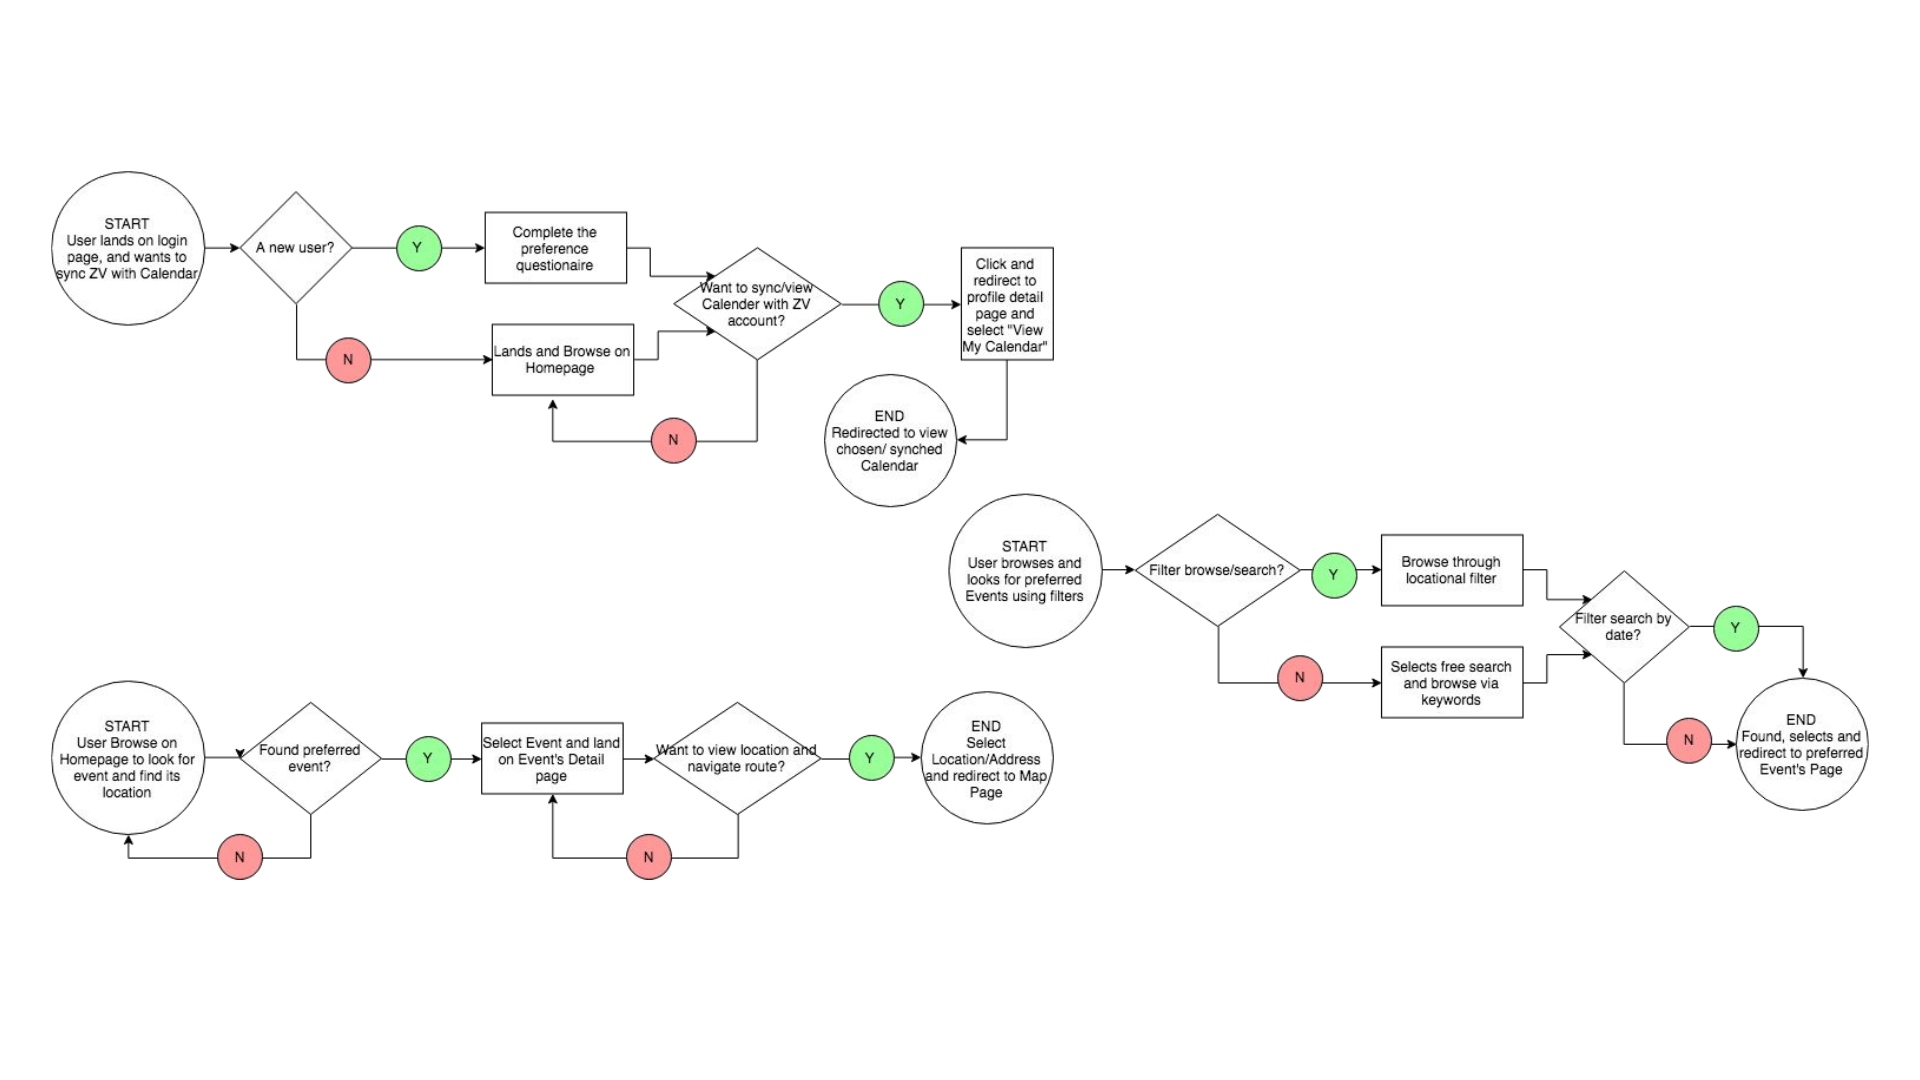 START
User lands on login
page, and wants to
sync ZV with Calendar
A new user?
Y
Complete the
preference
questionaire
N
Lands and Browse on
Homepage
Want to sync/view
Calender with ZV
account?
Y
N
Click and
redirect to
profile detail
page and
select "View
My Calendar"
END
Redirected to view
chosen/ synched
Calendar
START
User browses and
looks for preferred
Events using filters
Filter browse/search?
Y
Browse through
locational filter
N
Selects free search
and browse via
keywords
Filter search by
date?
Y
N
END
Found, selects and
redirect to preferred
Event's Page
START
User Browse on
Homepage to look for
event and find its
location
Found preferred
event?
Y
N
Select Event and land
on Event's Detail
page
Want to view location and
navigate route?
Y
N
END
Select
Location/Address
and redirect to Map
Page